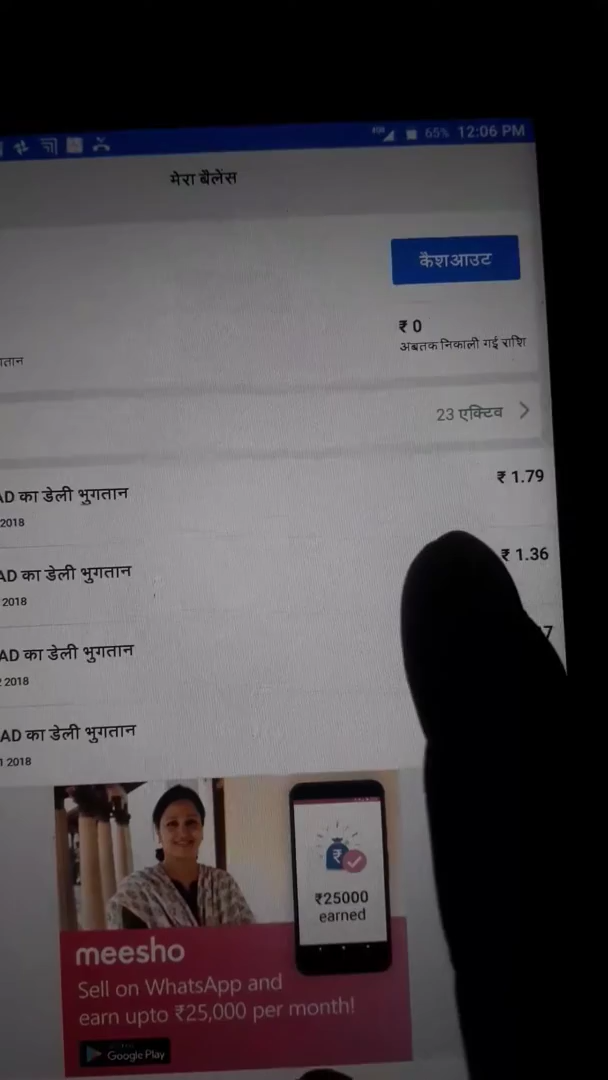 65% 12:06 PM
मेरा बैलेंस
कैशआउट
₹ 0
अबतक निकाली गई राशि
23 एक्टिव
AD का डेली भुगतान
₹ 1.79
2018
AD का डेली भुगतान
₹ 1.36
2018
AD का डेली भुगतान
2018
AD का डेली भुगतान
2018
₹25000
earned
meesho
Sell on WhatsApp and
earn upto ₹25,000 per month!
Google Play